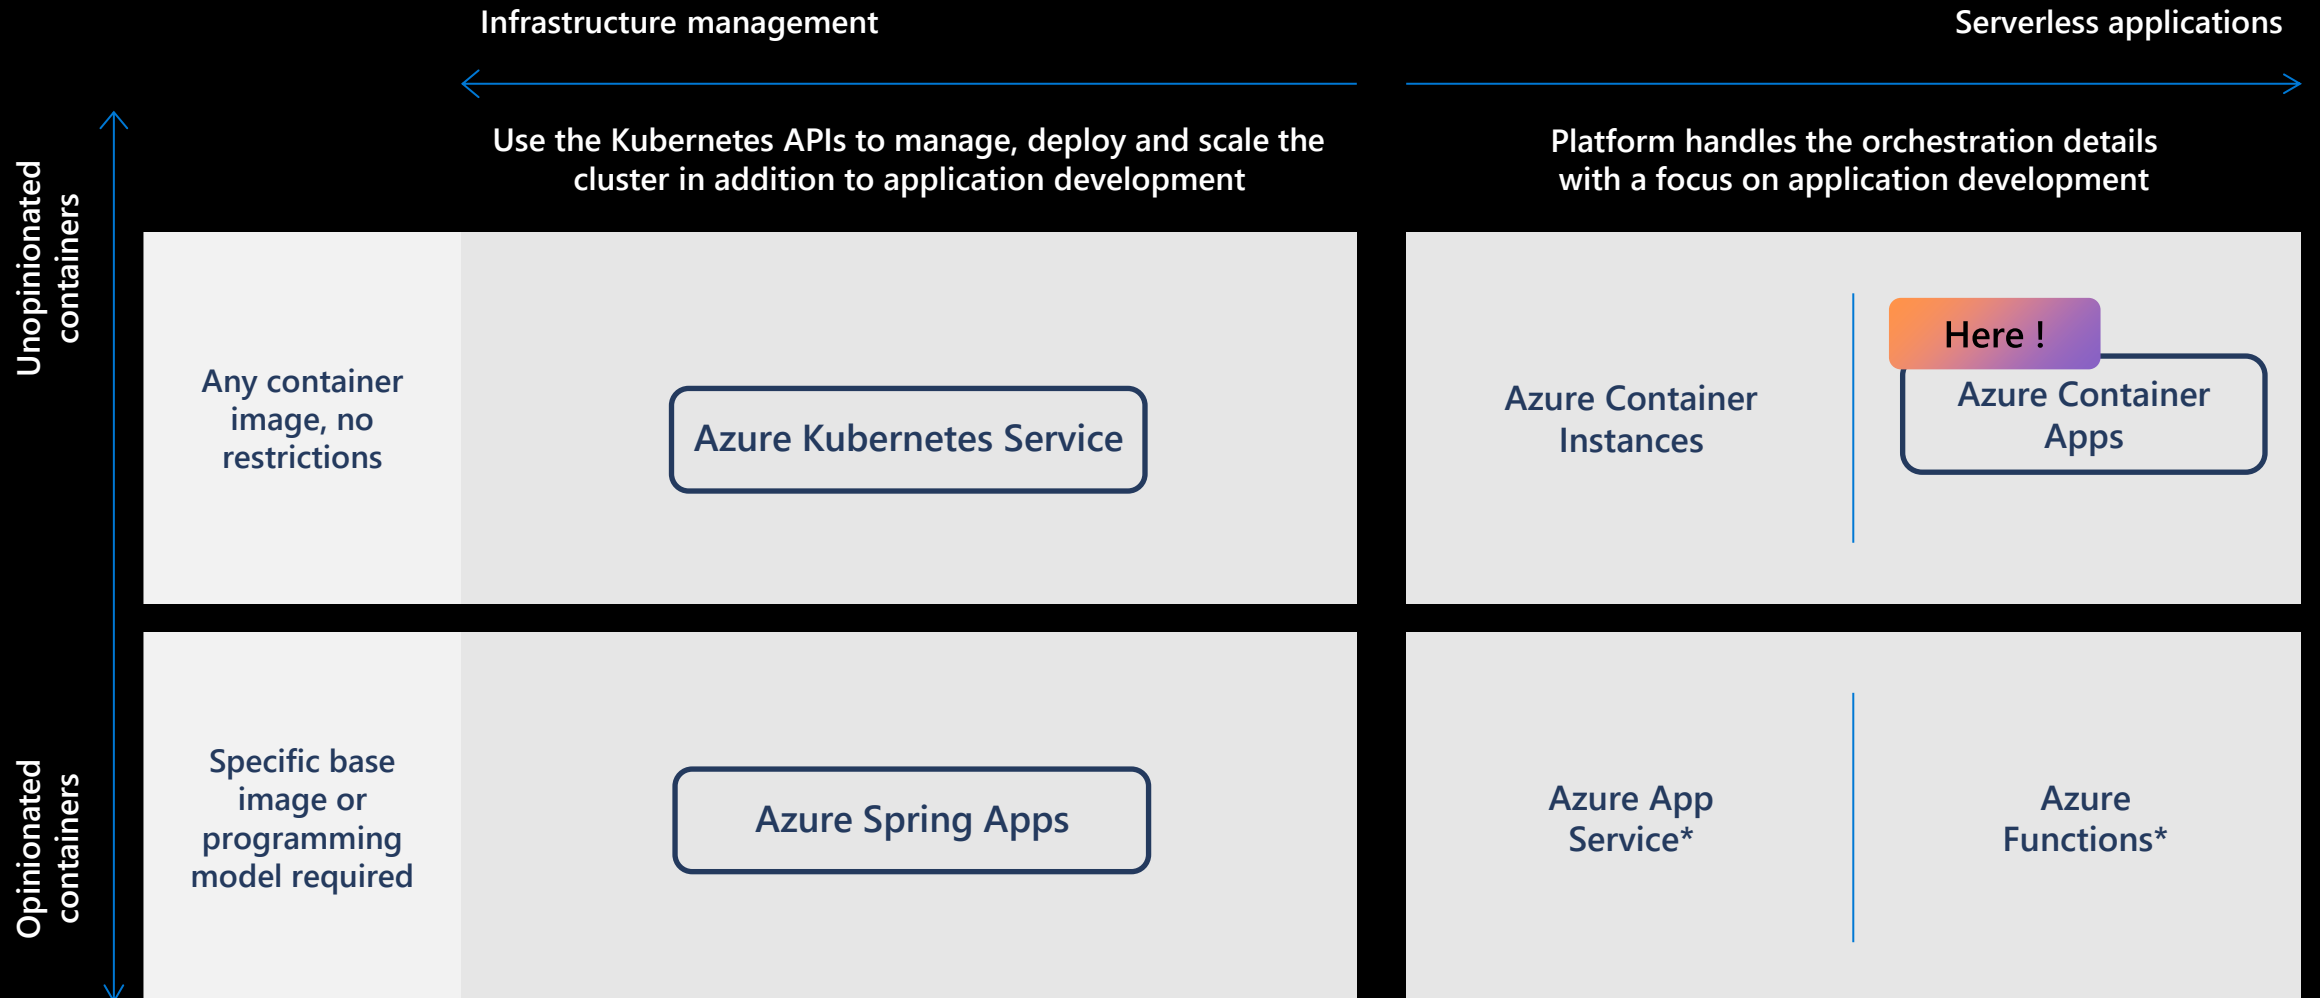 Infrastructure management
Serverless applications
Use the Kubernetes APIs to manage, deploy and scale the
cluster in addition to application development
Platform handles the orchestration details
with a focus on application development
Unopinionated
containers
Any container
image, no
restrictions
Azure Kubernetes Service
Azure Container
Instances
Here !
Azure Container
Apps
Opinionated
containers
Specific base
image or
programming
model required
Azure Spring Apps
Azure App
Service*
Azure
Functions*